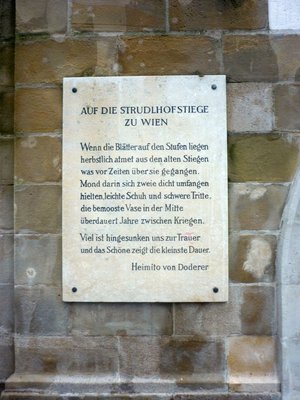 AUF DIE STRUDLHOFSTIEGE
ZU WIEN
Wenn die Blätter auf den Stufen liegen
herbstlich atmet aus den alten Stiegen
was vor Zeiten über sie gegangen.
Mond darin sich zweie dicht umfangen
hielten, leichte Schuh und schwere Tritte,
die bemooste Vase in der Mitte
überdauert Jahre zwischen Kriegen.
Viel ist hingesunken uns zur Trauer
und das Schöne zeigt die kleinste Dauer.
Heimito von Doderer